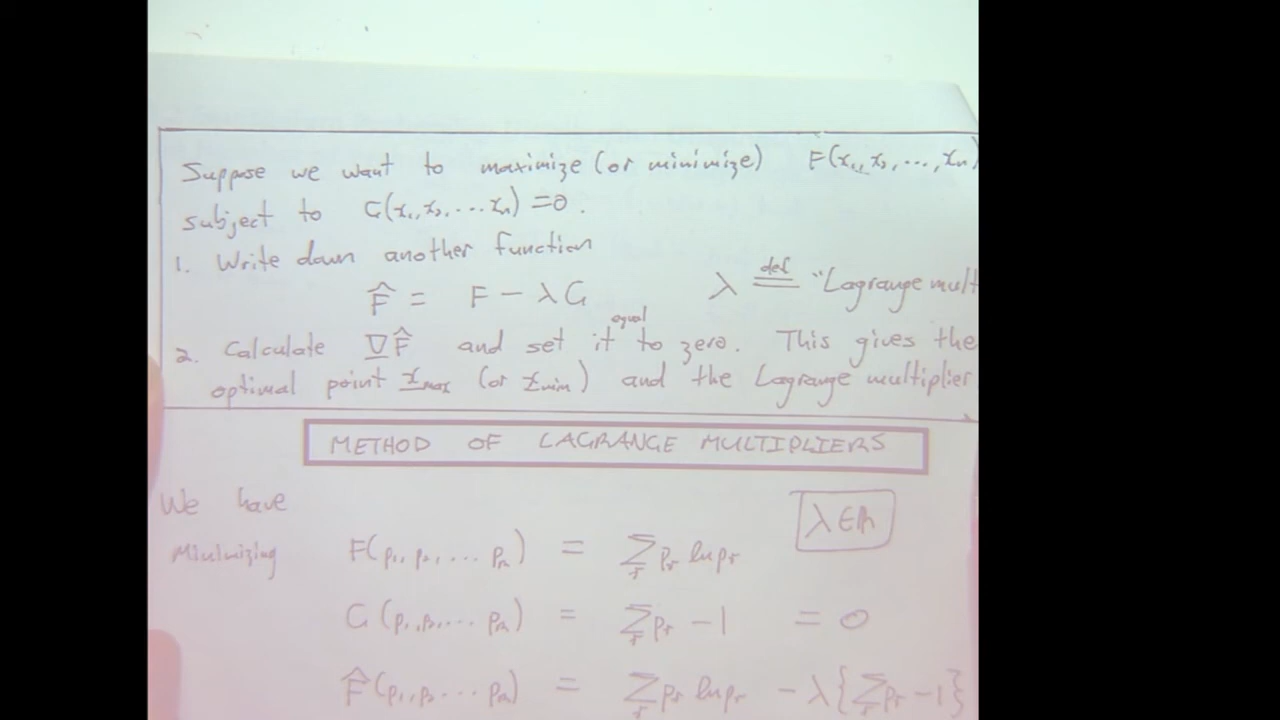 Suppose we want to maximize (or minimize) F(x₁, x₂, ..., xₙ)
subject to G(x₁, x₂, ... xₙ) = 0.
1. Write down another function
F̂ = F - λG λ ≝ "Lagrange mult
equal
2. Calculate ∇F̂ and set it to zero. This gives the
optimal point x_max (or x_min) and the Lagrange multiplier
METHOD OF LAGRANGE MULTIPLIERS
We have
Minimizing F(p₁, p₂, ... pₙ) = Σᵣ pᵣ ln pᵣ λ ∈ ℝ
G(p₁, p₂, ... pₙ) = Σᵣ pᵣ - 1 = 0
F̂(p₁, p₂ ... pₙ) = Σᵣ pᵣ ln pᵣ - λ{Σᵣ pᵣ - 1}